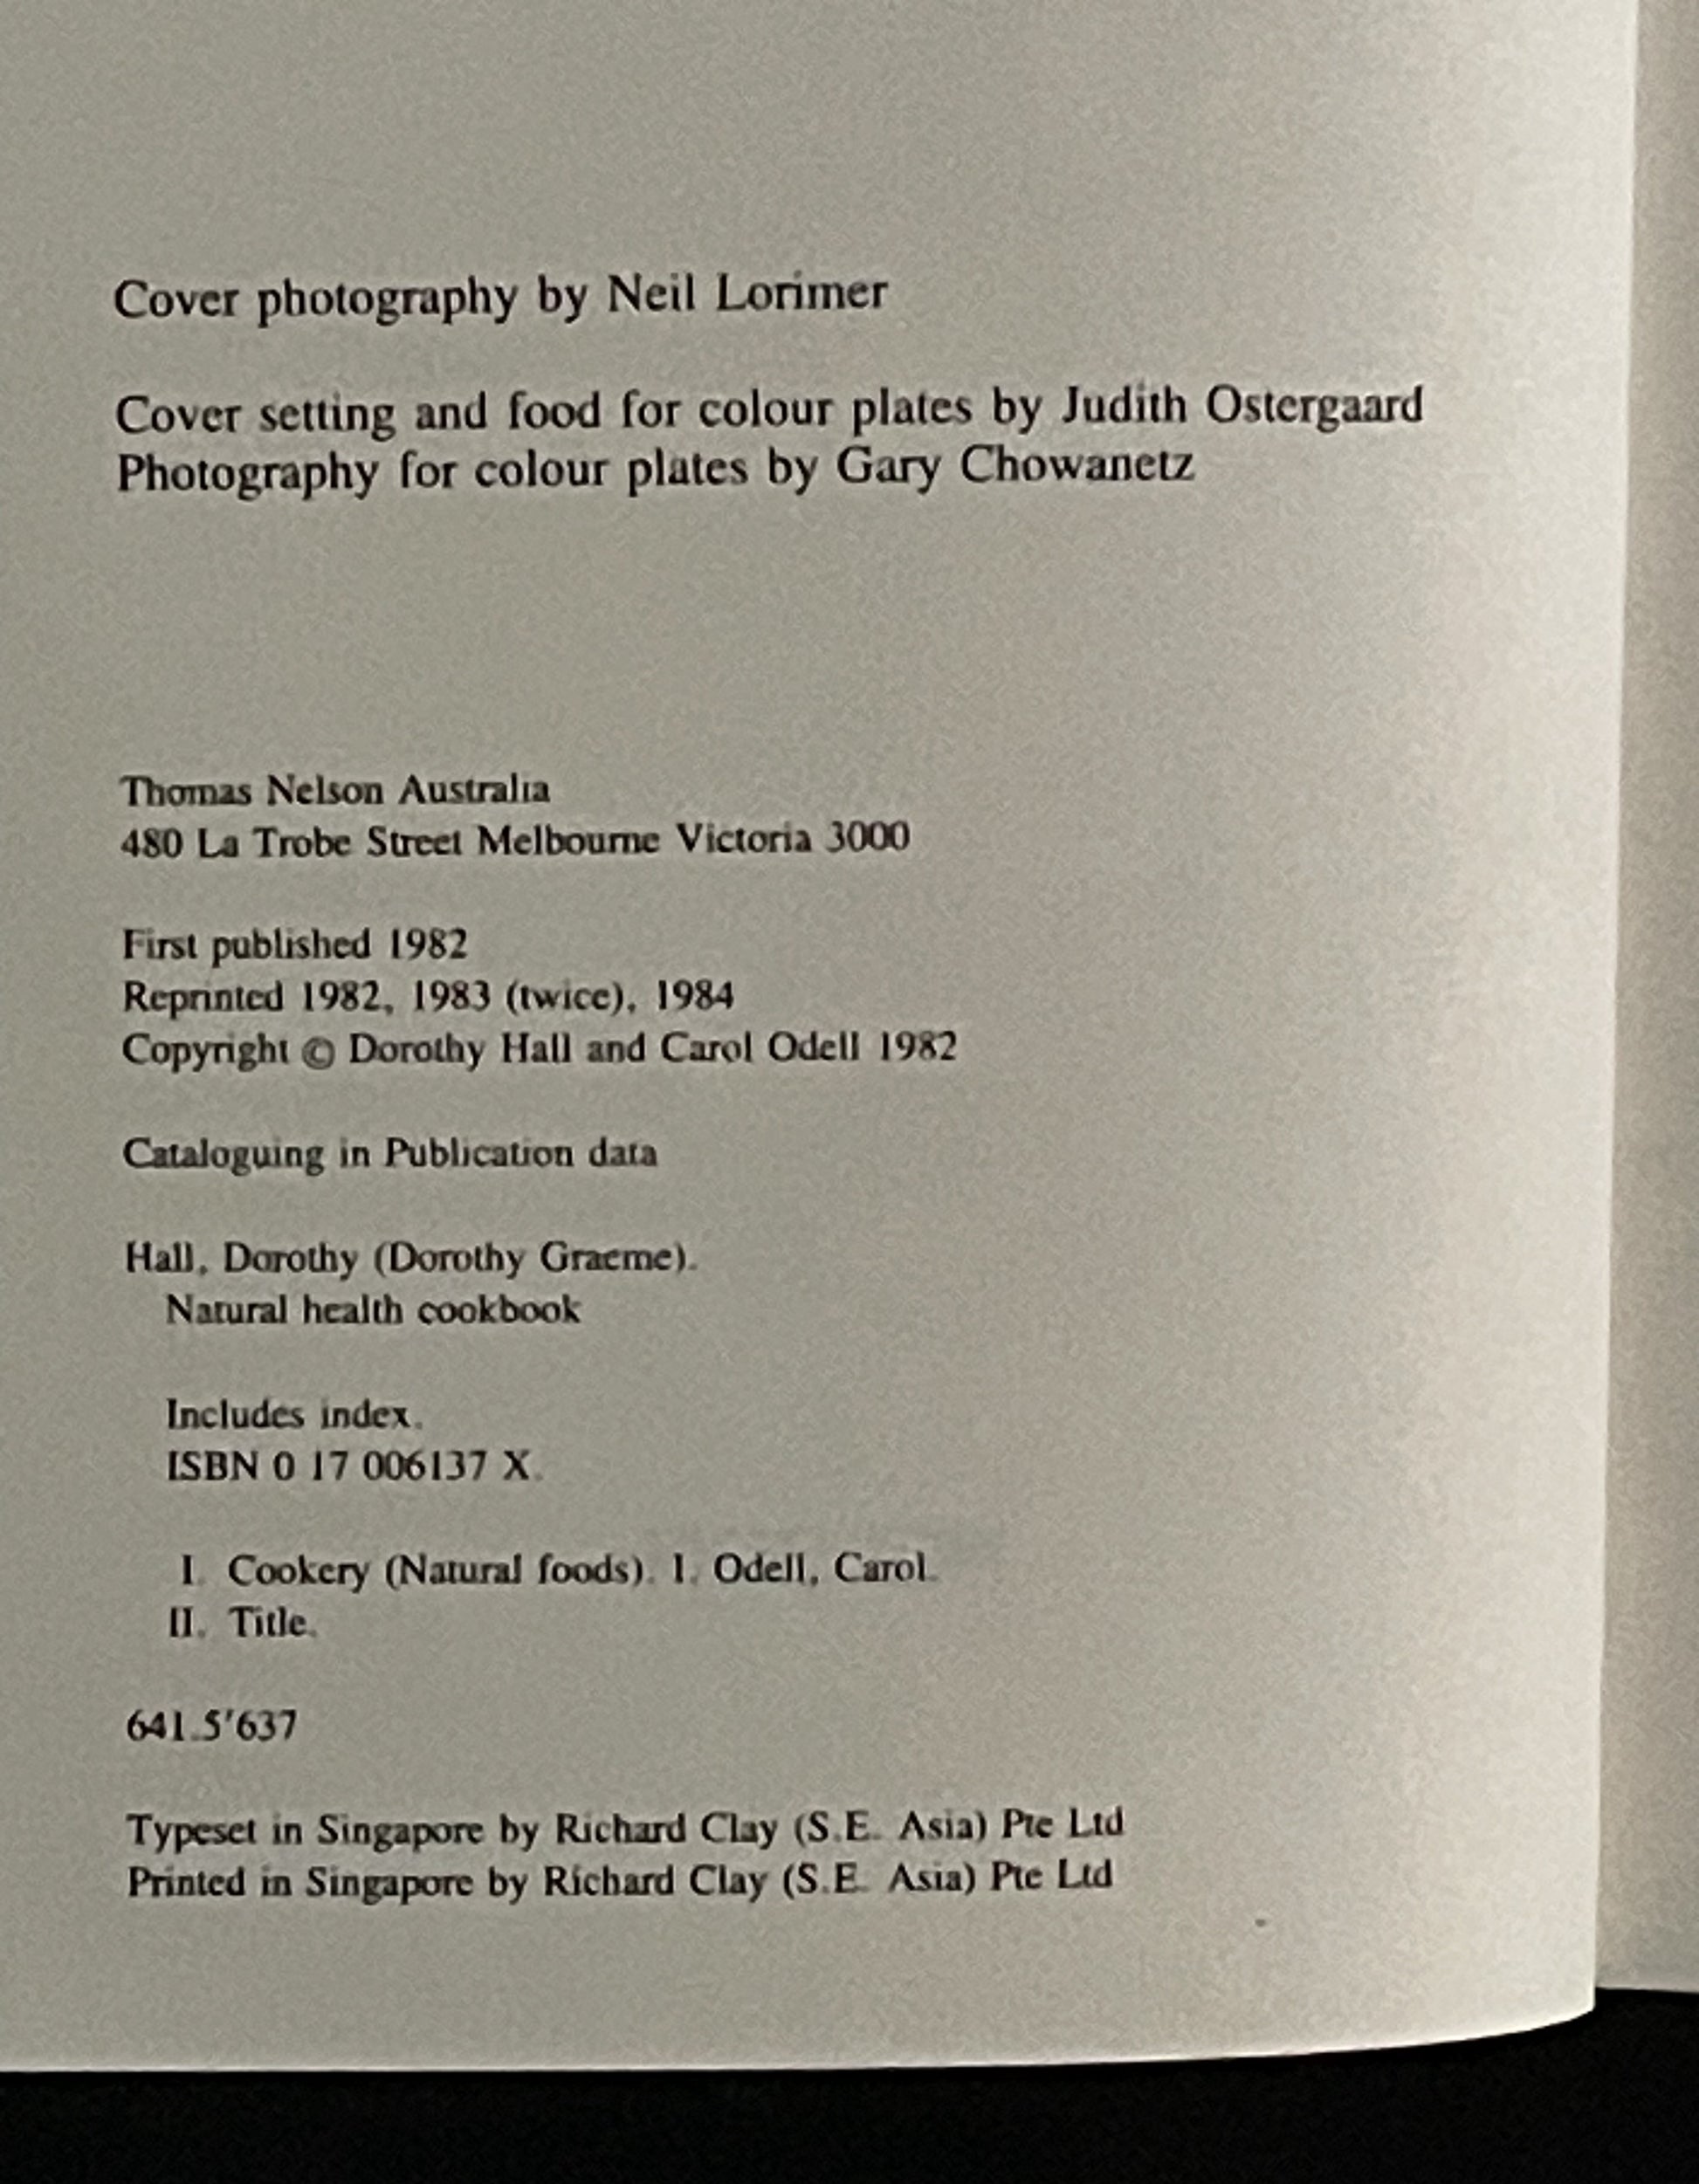 Cover photography by Neil Lorimer
Cover setting and food for colour plates by Judith Ostergaard
Photography for colour plates by Gary Chowanetz
Thomas Nelson Australia
480 La Trobe Street Melbourne Victoria 3000
First published 1982
Reprinted 1982, 1983 (twice), 1984
Copyright © Dorothy Hall and Carol Odell 1982
Cataloguing in Publication data
Hall, Dorothy (Dorothy Graeme).
Natural health cookbook
Includes index.
ISBN 0 17 006137 X.
I. Cookery (Natural foods). I. Odell, Carol.
II. Title.
641.5'637
Typeset in Singapore by Richard Clay (S.E. Asia) Pte Ltd
Printed in Singapore by Richard Clay (S.E. Asia) Pte Ltd